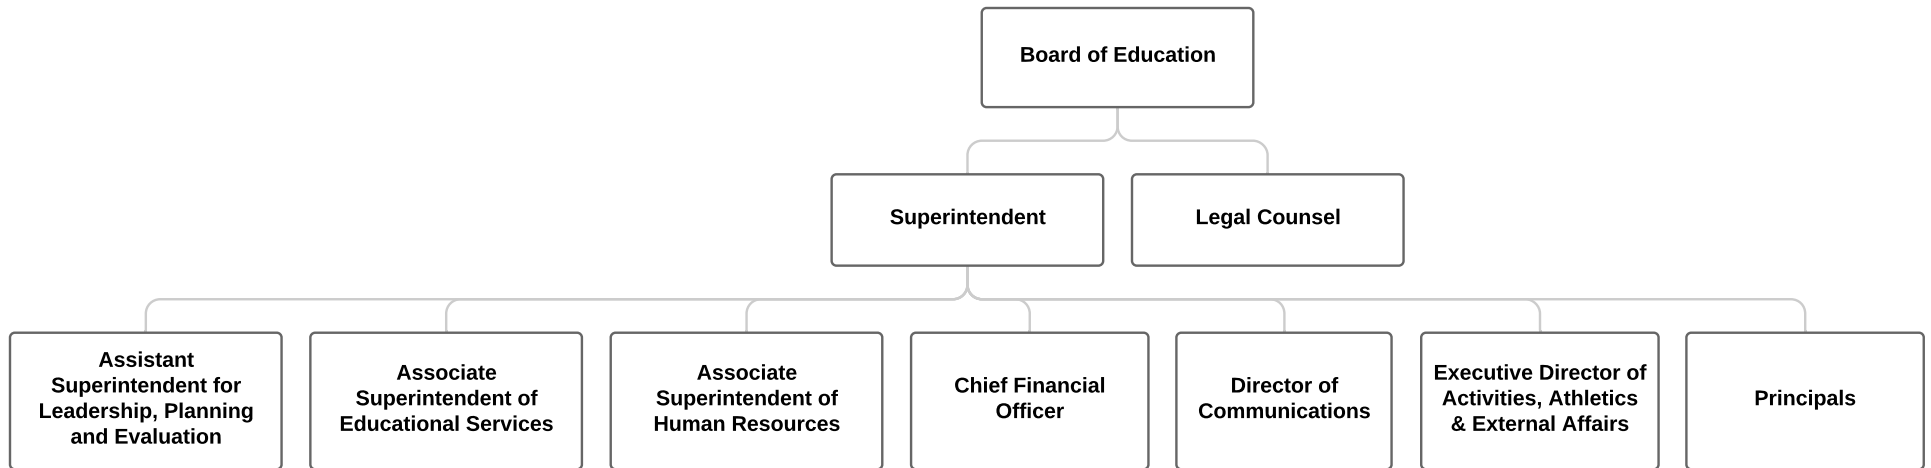 Board of Education
Superintendent
Legal Counsel
Assistant
Superintendent for
Leadership, Planning
and Evaluation
Associate
Superintendent of
Educational Services
Associate
Superintendent of
Human Resources
Chief Financial
Officer
Director of
Communications
Executive Director of
Activities, Athletics
& External Affairs
Principals